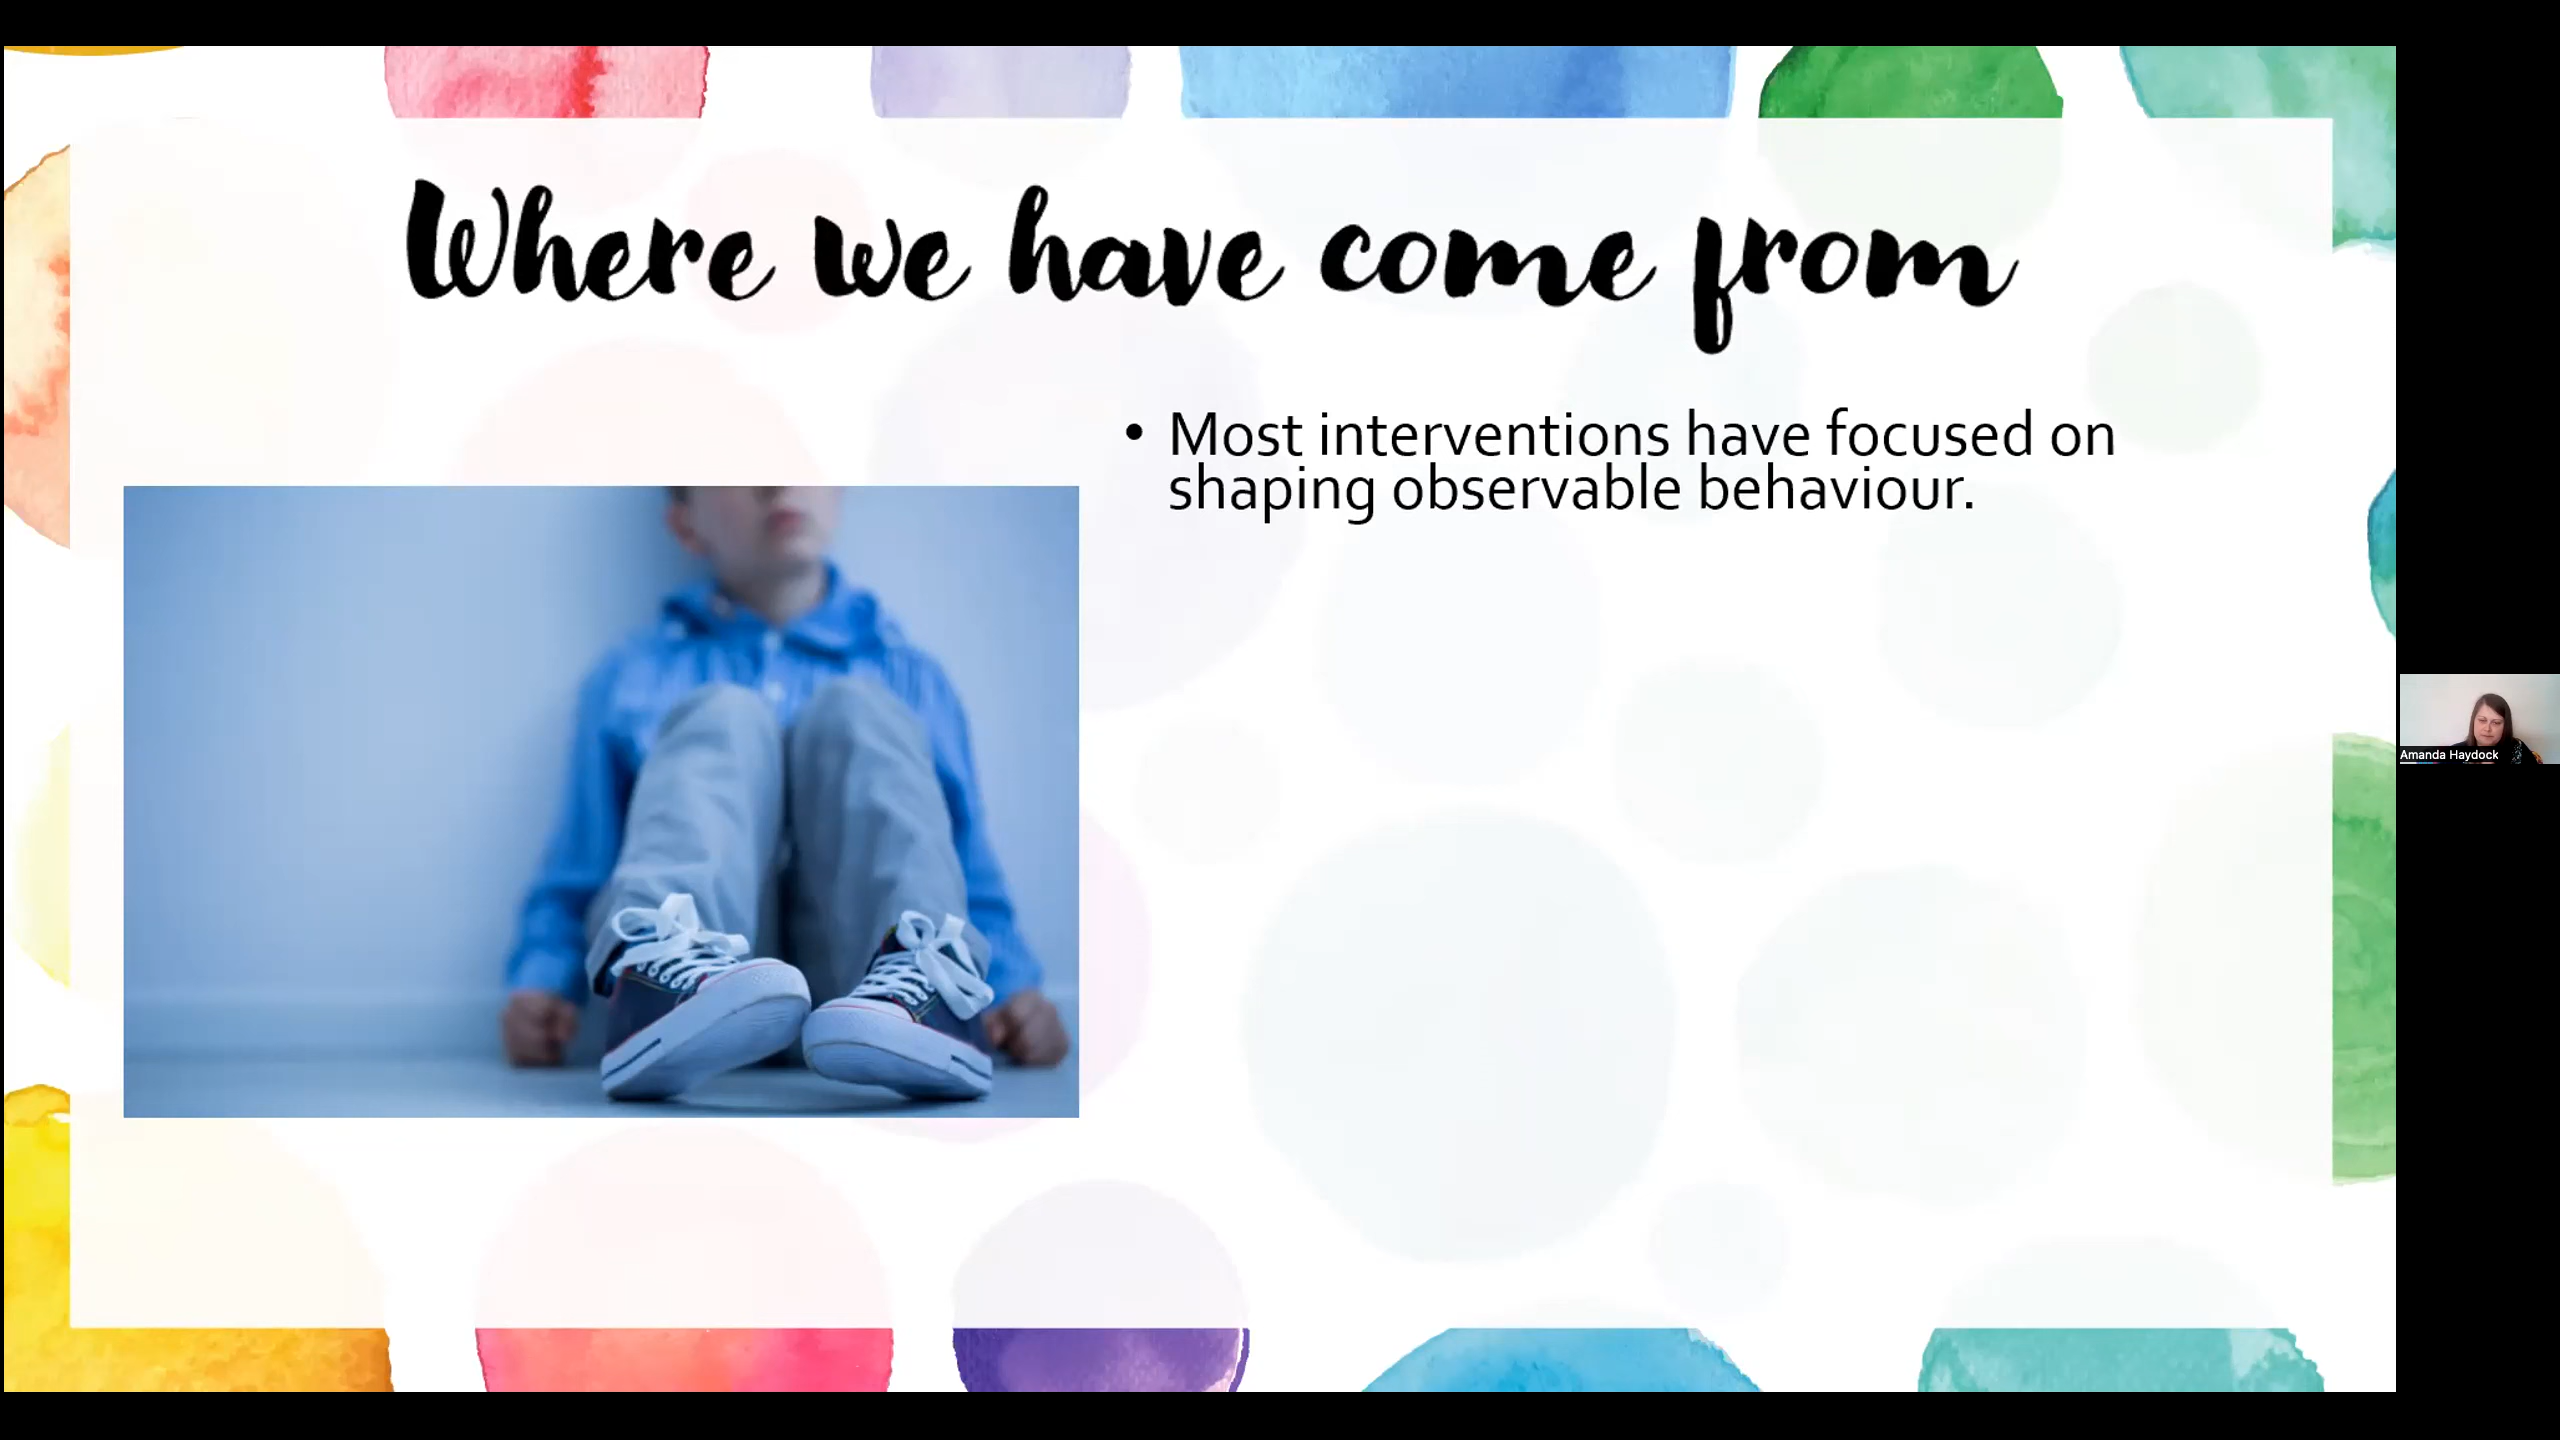 Where we have come from
• Most interventions have focused on
shaping observable behaviour.
Amanda Haydock